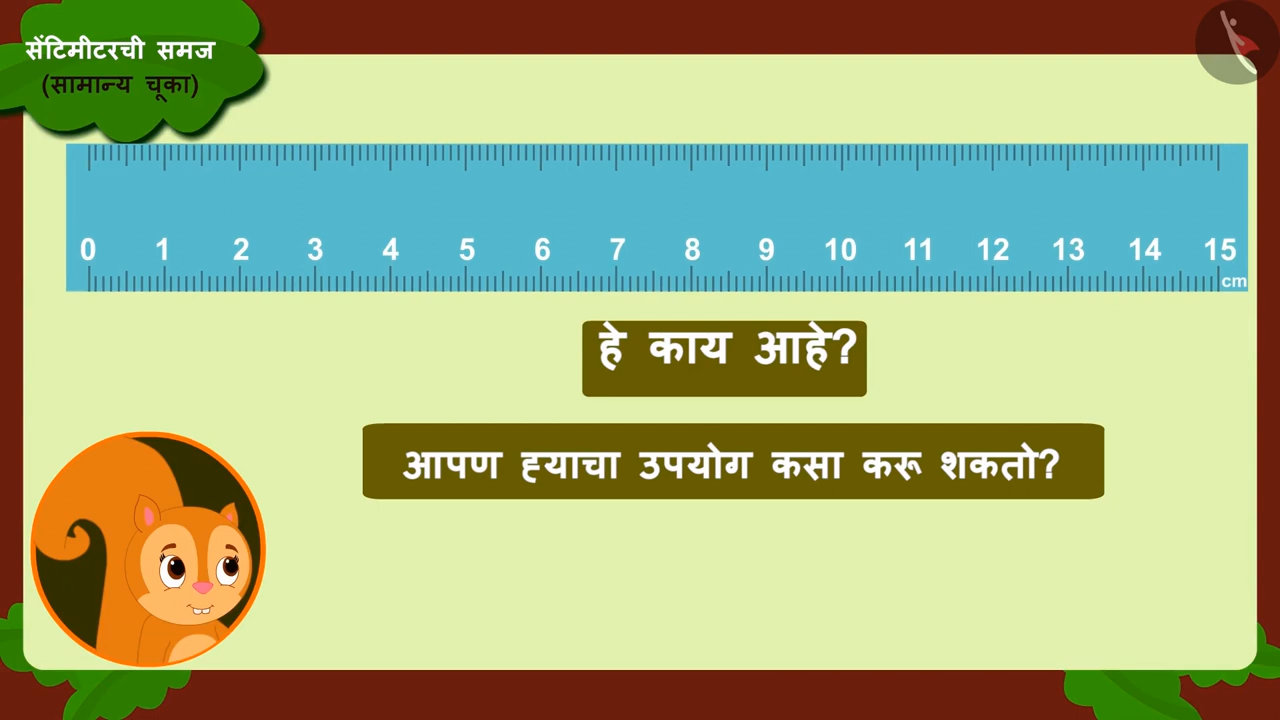 सेंटिमीटरची समज
(सामान्य चूका)
0 1 2 3 4 5 6 7 8 9 10 11 12 13 14 15
cm
हे काय आहे?
आपण ह्याचा उपयोग कसा करू शकतो?